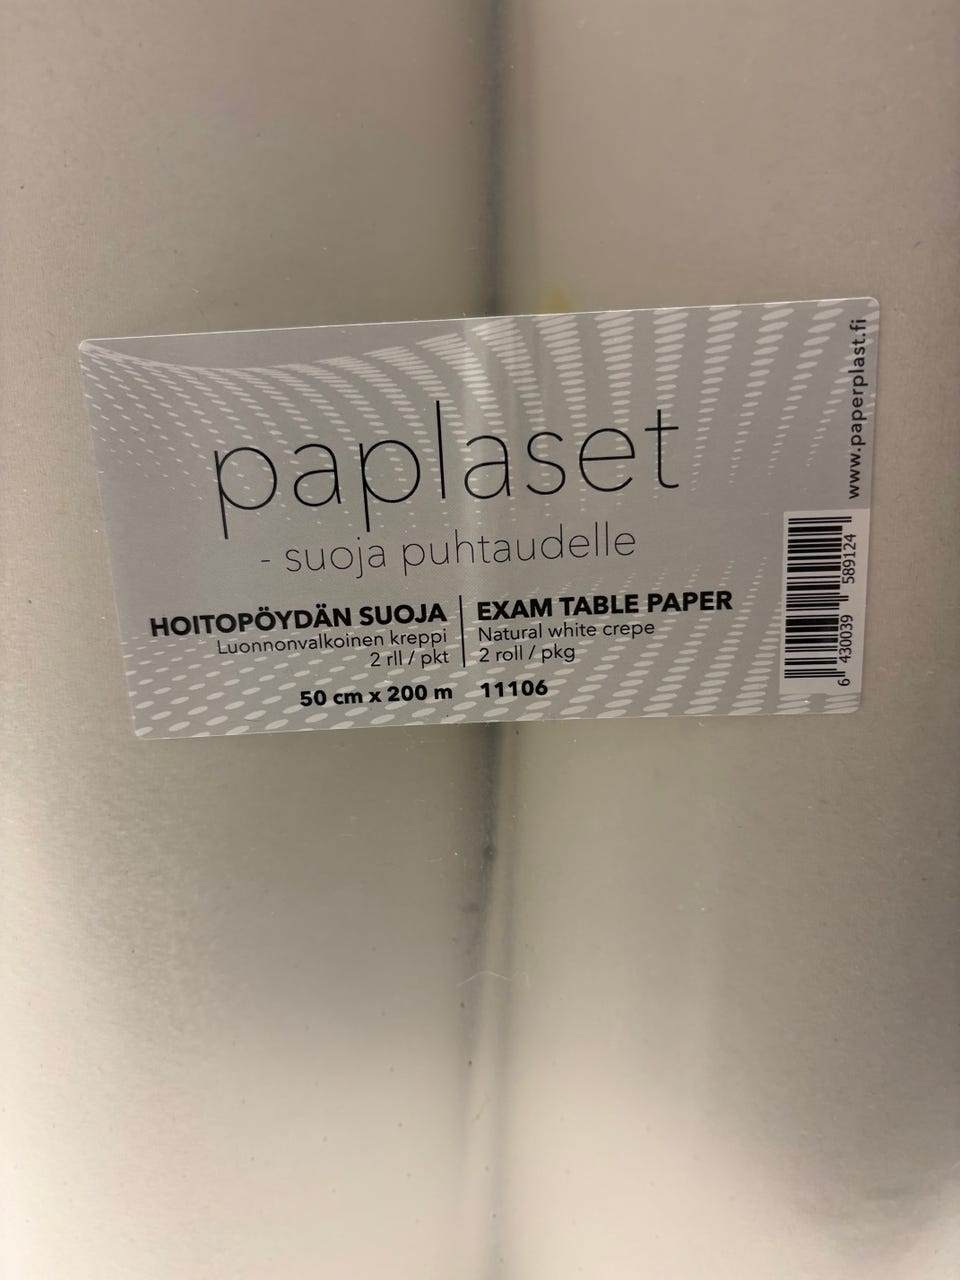 paplaset
- suoja puhtaudelle
HOITOPÖYDÄN SUOJA
Luonnonvalkoinen kreppi
2 rll / pkt
EXAM TABLE PAPER
Natural white crepe
2 roll / pkg
50 cm x 200 m 11106
www.paperplast.fi
6 430039 589124